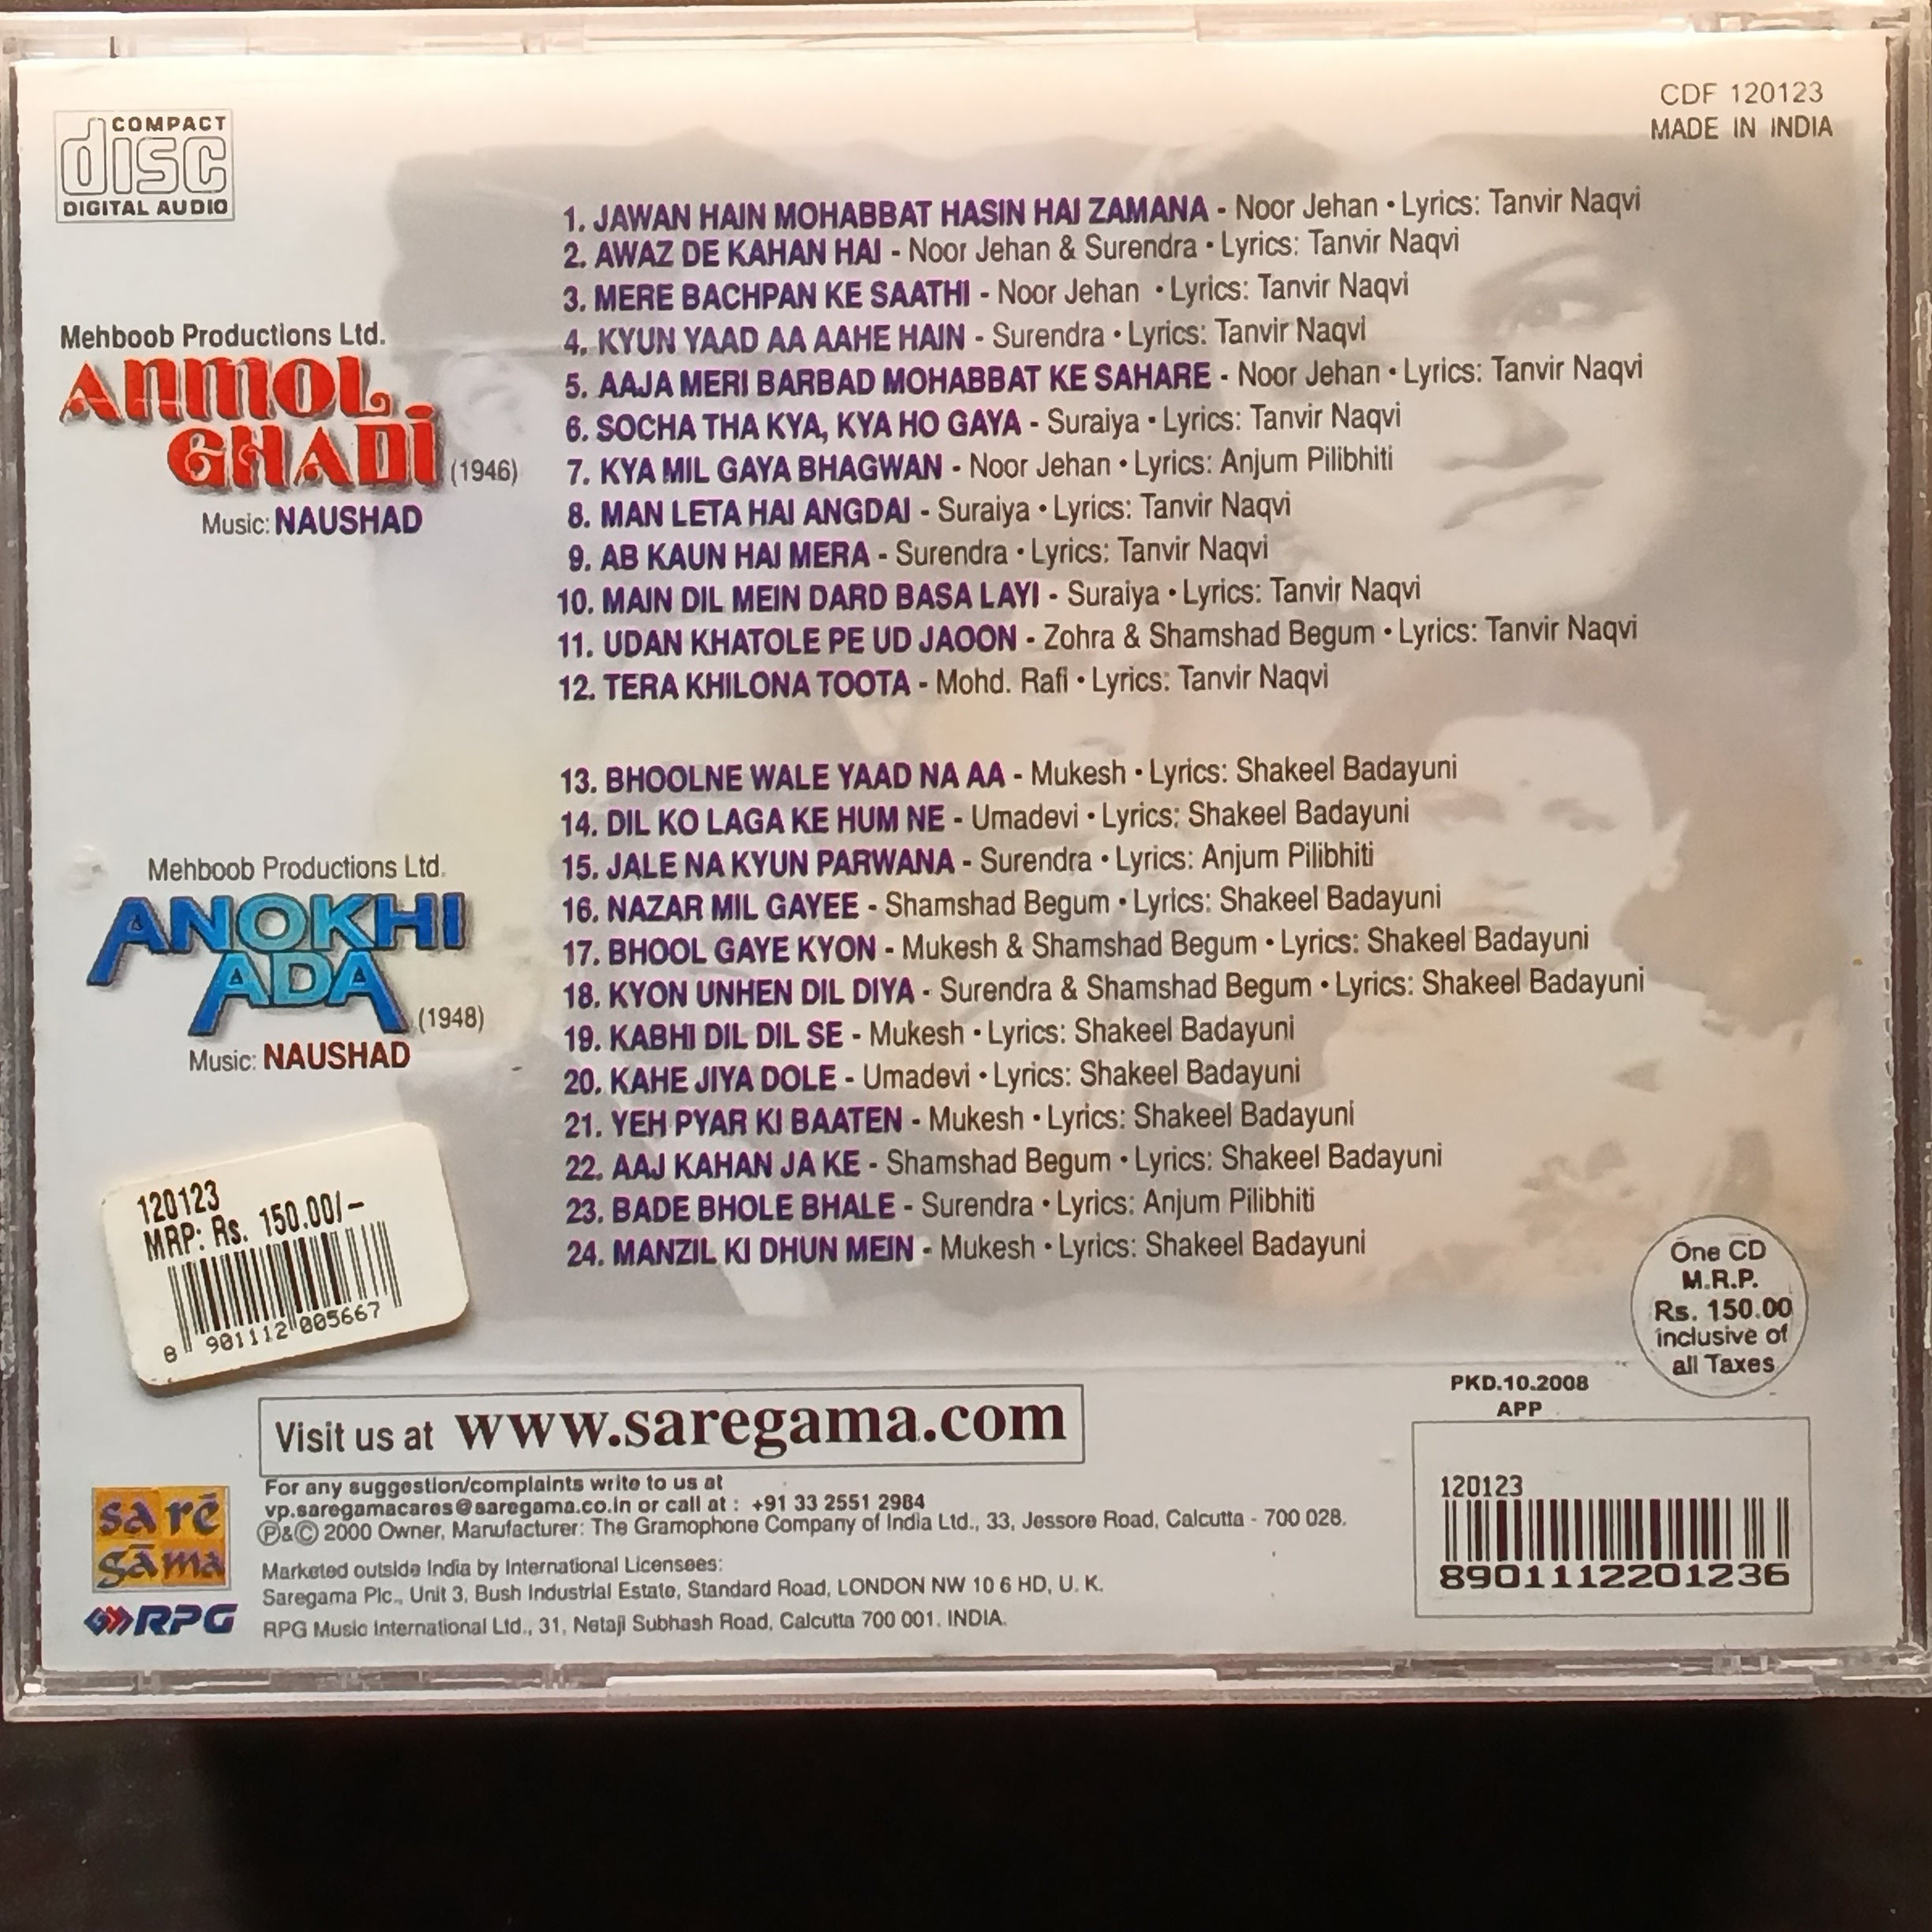 COMPACT
disc
DIGITAL AUDIO
CDF 120123
MADE IN INDIA
Mehboob Productions Ltd.
ANMOL
GHADI (1946)
Music: NAUSHAD
1. JAWAN HAIN MOHABBAT HASIN HAI ZAMANA - Noor Jehan • Lyrics: Tanvir Naqvi
2. AWAZ DE KAHAN HAI - Noor Jehan & Surendra • Lyrics: Tanvir Naqvi
3. MERE BACHPAN KE SAATHI - Noor Jehan • Lyrics: Tanvir Naqvi
4. KYUN YAAD AA AAHE HAIN - Surendra • Lyrics: Tanvir Naqvi
5. AAJA MERI BARBAD MOHABBAT KE SAHARE - Noor Jehan • Lyrics: Tanvir Naqvi
6. SOCHA THA KYA, KYA HO GAYA - Suraiya • Lyrics: Tanvir Naqvi
7. KYA MIL GAYA BHAGWAN - Noor Jehan • Lyrics: Anjum Pilibhiti
8. MAN LETA HAI ANGDAI - Suraiya • Lyrics: Tanvir Naqvi
9. AB KAUN HAI MERA - Surendra • Lyrics: Tanvir Naqvi
10. MAIN DIL MEIN DARD BASA LAYI - Suraiya • Lyrics: Tanvir Naqvi
11. UDAN KHATOLE PE UD JAOON - Zohra & Shamshad Begum • Lyrics: Tanvir Naqvi
12. TERA KHILONA TOOTA - Mohd. Rafi • Lyrics: Tanvir Naqvi
Mehboob Productions Ltd.
ANOKHI
ADA (1948)
Music: NAUSHAD
13. BHOOLNE WALE YAAD NA AA - Mukesh • Lyrics: Shakeel Badayuni
14. DIL KO LAGA KE HUM NE - Umadevi • Lyrics: Shakeel Badayuni
15. JALE NA KYUN PARWANA - Surendra • Lyrics: Anjum Pilibhiti
16. NAZAR MIL GAYEE - Shamshad Begum • Lyrics: Shakeel Badayuni
17. BHOOL GAYE KYON - Mukesh & Shamshad Begum • Lyrics: Shakeel Badayuni
18. KYON UNHEN DIL DIYA - Surendra & Shamshad Begum • Lyrics: Shakeel Badayuni
19. KABHI DIL DIL SE - Mukesh • Lyrics: Shakeel Badayuni
20. KAHE JIYA DOLE - Umadevi • Lyrics: Shakeel Badayuni
21. YEH PYAR KI BAATEN - Mukesh • Lyrics: Shakeel Badayuni
22. AAJ KAHAN JA KE - Shamshad Begum • Lyrics: Shakeel Badayuni
23. BADE BHOLE BHALE - Surendra • Lyrics: Anjum Pilibhiti
24. MANZIL KI DHUN MEIN - Mukesh • Lyrics: Shakeel Badayuni
120123
MRP: Rs. 150.00/-
8 901112 005667
One CD
M.R.P.
Rs. 150.00
inclusive of
all Taxes
PKD.10.2008
APP
Visit us at www.saregama.com
For any suggestion/complaints write to us at
vp.saregamacares@saregama.co.in or call at : +91 33 2551 2984
Ⓟ&Ⓒ 2000 Owner, Manufacturer: The Gramophone Company of India Ltd., 33, Jessore Road, Calcutta - 700 028.
Marketed outside India by International Licensees:
Saregama Plc., Unit 3, Bush Industrial Estate, Standard Road, LONDON NW 10 6 HD, U. K.
RPG Music International Ltd., 31, Netaji Subhash Road, Calcutta 700 001. INDIA.
sa rē
gāma
RPG
120123
8901112201236